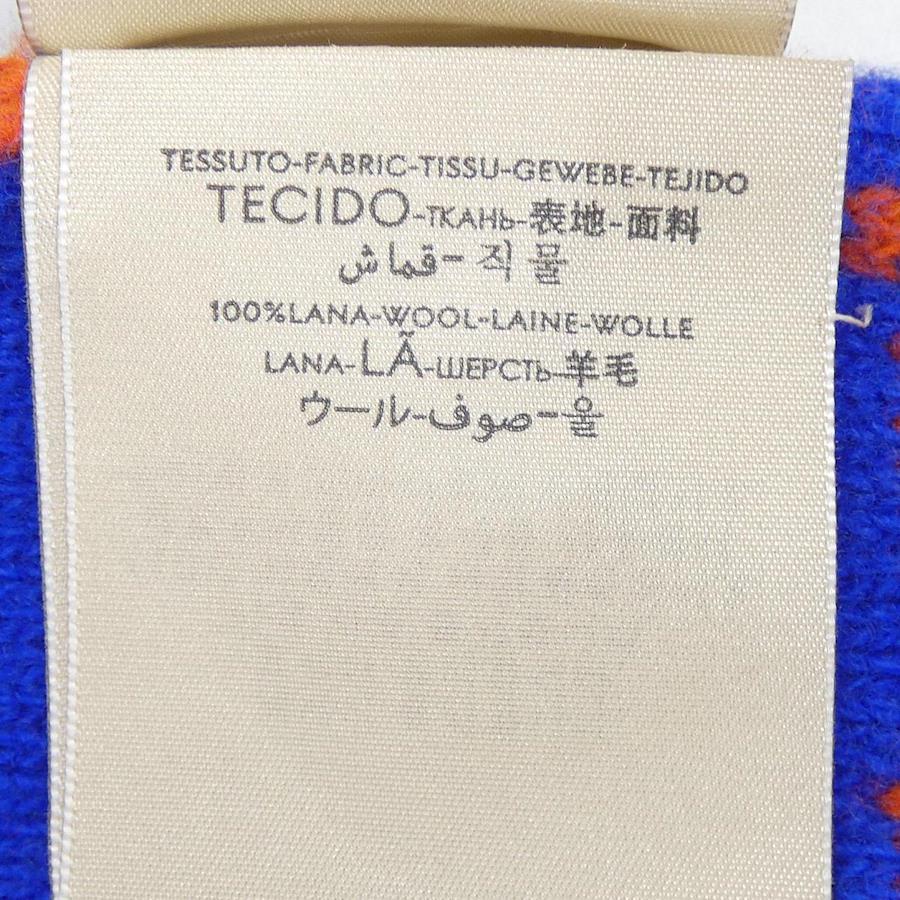 TESSUTO-FABRIC-TISSU-GEWEBE-TEJIDO
TECIDO-ТКАНЬ-表地-面料
قماش-직물
100%LANA-WOOL-LAINE-WOLLE
LANA-LÃ-ШЕРСТЬ-羊毛
ウール-صوف-울